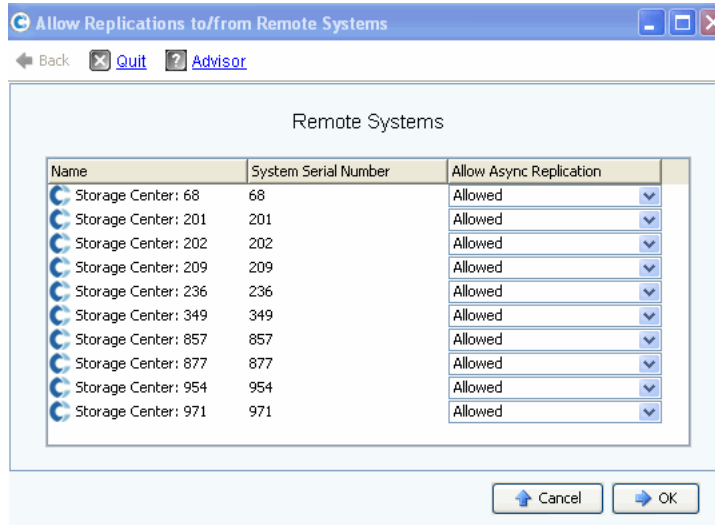 Allow Replications to/from Remote Systems
Back Quit ? Advisor
Remote Systems
Name System Serial Number Allow Async Replication
Storage Center: 68 68 Allowed
Storage Center: 201 201 Allowed
Storage Center: 202 202 Allowed
Storage Center: 209 209 Allowed
Storage Center: 236 236 Allowed
Storage Center: 349 349 Allowed
Storage Center: 857 857 Allowed
Storage Center: 877 877 Allowed
Storage Center: 954 954 Allowed
Storage Center: 971 971 Allowed
Cancel OK